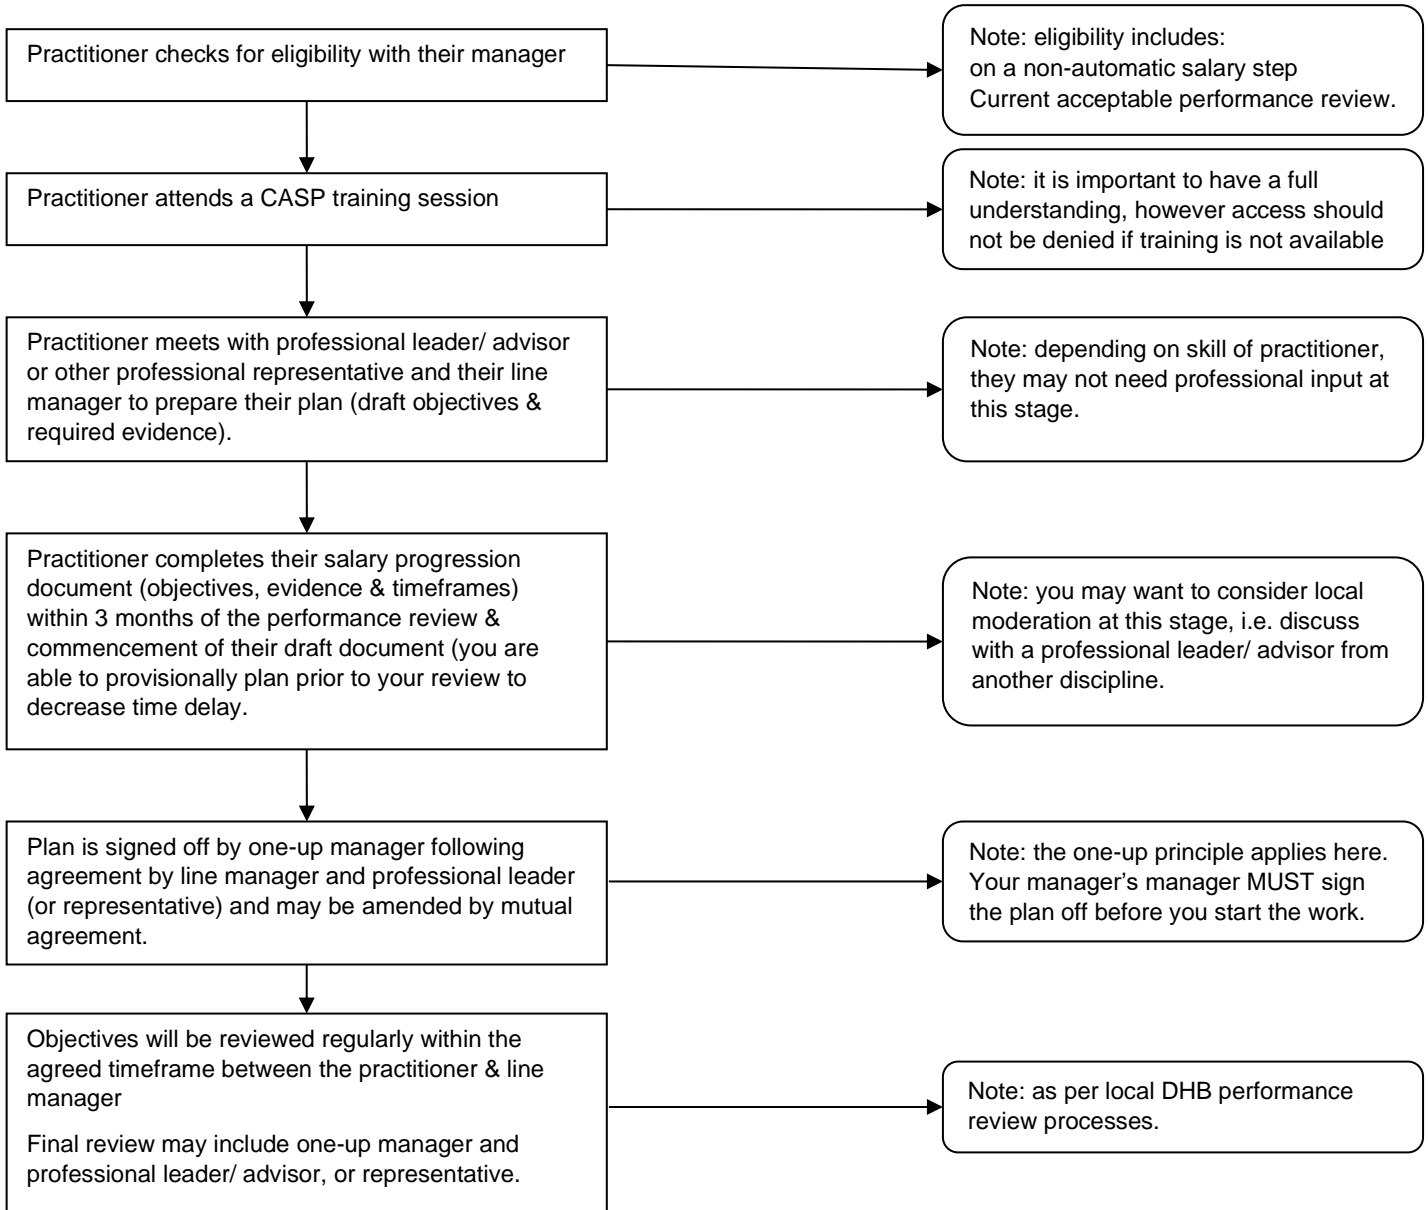 Practitioner checks for eligibility with their manager
Note: eligibility includes:
on a non-automatic salary step
Current acceptable performance review.
Practitioner attends a CASP training session
Note: it is important to have a full
understanding, however access should
not be denied if training is not available
Practitioner meets with professional leader/ advisor
or other professional representative and their line
manager to prepare their plan (draft objectives &
required evidence).
Note: depending on skill of practitioner,
they may not need professional input at
this stage.
Practitioner completes their salary progression
document (objectives, evidence & timeframes)
within 3 months of the performance review &
commencement of their draft document (you are
able to provisionally plan prior to your review to
decrease time delay.
Note: you may want to consider local
moderation at this stage, i.e. discuss
with a professional leader/ advisor from
another discipline.
Plan is signed off by one-up manager following
agreement by line manager and professional leader
(or representative) and may be amended by mutual
agreement.
Note: the one-up principle applies here.
Your manager’s manager MUST sign
the plan off before you start the work.
Objectives will be reviewed regularly within the
agreed timeframe between the practitioner & line
manager
Final review may include one-up manager and
professional leader/ advisor, or representative.
Note: as per local DHB performance
review processes.